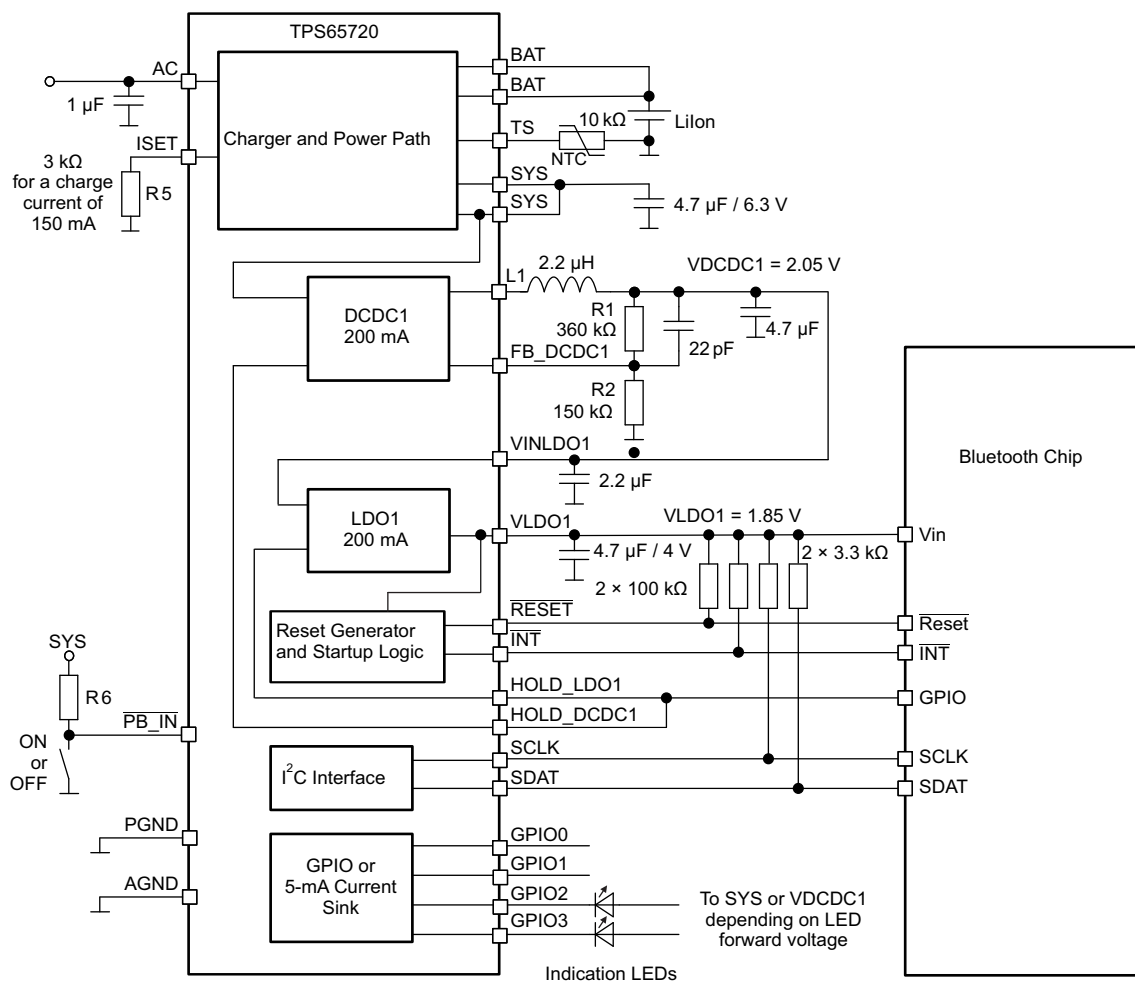 TPS65720
AC
1 µF
ISET
3 kΩ
for a charge
current of
150 mA
R5
Charger and Power Path
BAT
BAT
TS
10 kΩ
NTC
LiIon
SYS
SYS
4.7 µF / 6.3 V
DCDC1
200 mA
L1
2.2 µH
VDCDC1 = 2.05 V
R1
360 kΩ
22 pF
4.7 µF
FB_DCDC1
R2
150 kΩ
VINLDO1
2.2 µF
LDO1
200 mA
VLDO1
VLDO1 = 1.85 V
4.7 µF / 4 V
2 × 100 kΩ
2 × 3.3 kΩ
Bluetooth Chip
Vin
Reset Generator
and Startup Logic
RESET
INT
Reset
INT
HOLD_LDO1
HOLD_DCDC1
GPIO
SYS
R6
PB_IN
ON
or
OFF
I²C Interface
SCLK
SDAT
SCLK
SDAT
PGND
AGND
GPIO or
5-mA Current
Sink
GPIO0
GPIO1
GPIO2
GPIO3
To SYS or VDCDC1
depending on LED
forward voltage
Indication LEDs